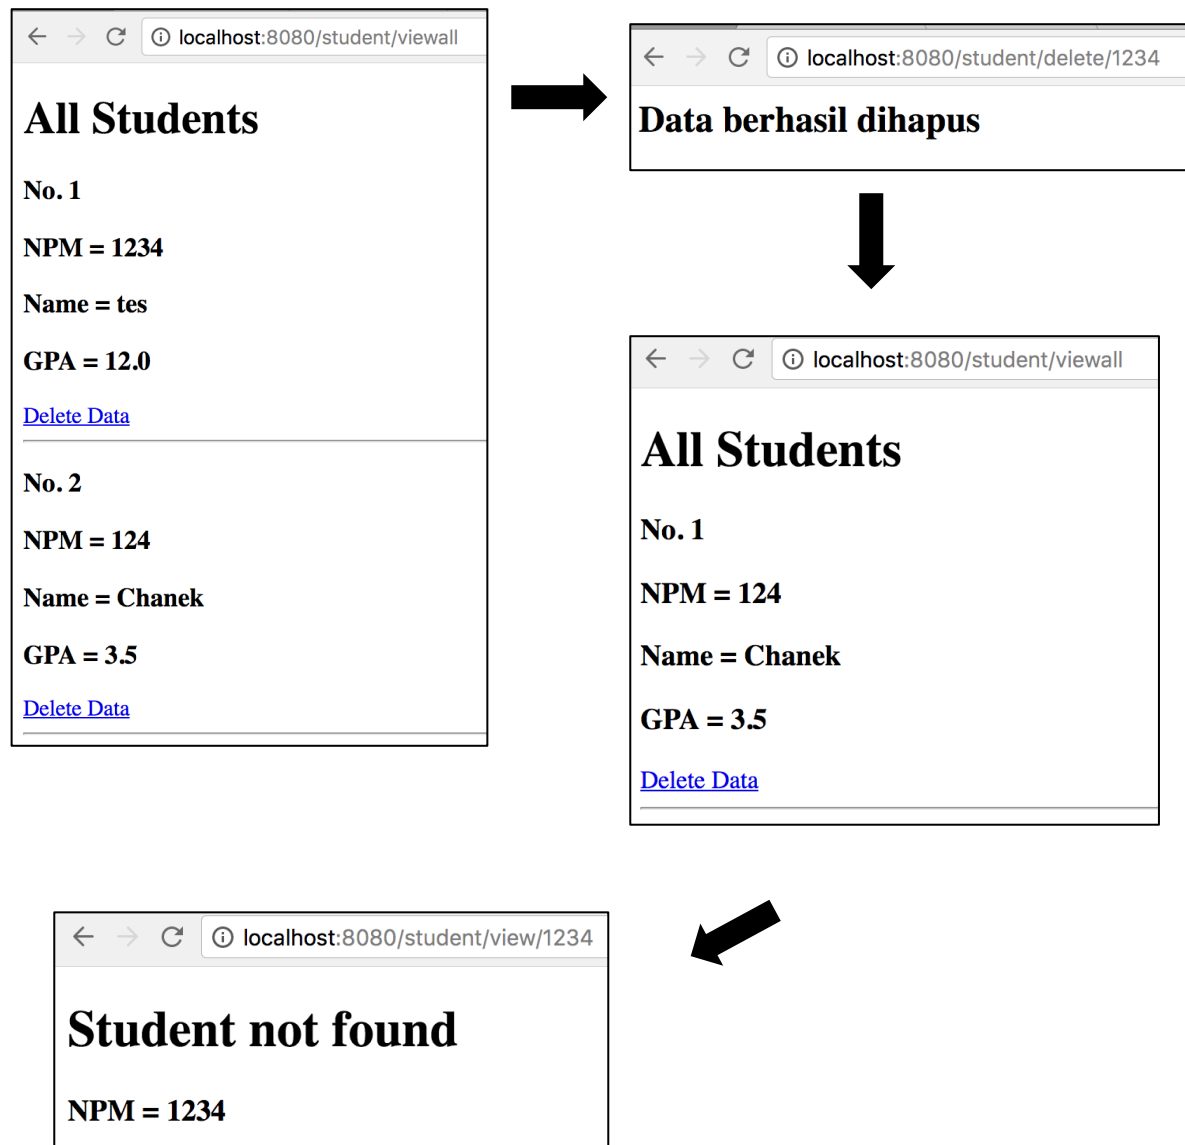 localhost:8080/student/viewall
All Students
No. 1
NPM = 1234
Name = tes
GPA = 12.0
Delete Data
No. 2
NPM = 124
Name = Chanek
GPA = 3.5
Delete Data
localhost:8080/student/delete/1234
Data berhasil dihapus
localhost:8080/student/viewall
All Students
No. 1
NPM = 124
Name = Chanek
GPA = 3.5
Delete Data
localhost:8080/student/view/1234
Student not found
NPM = 1234